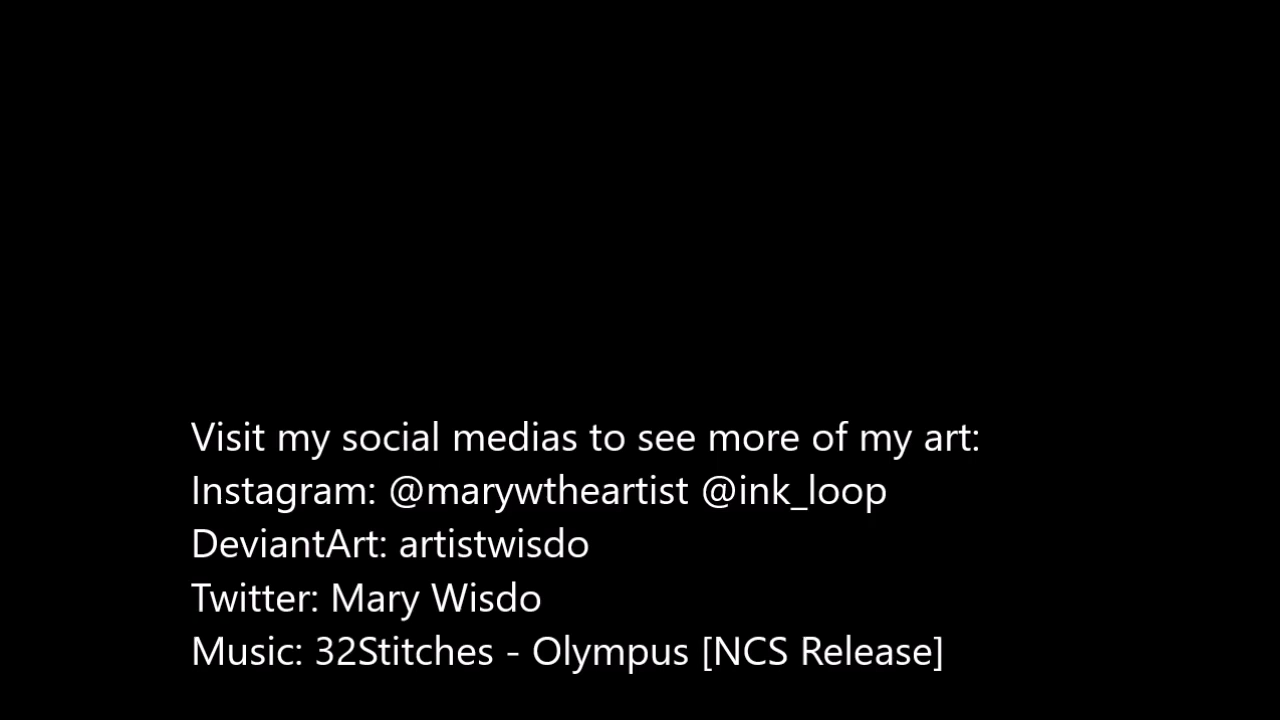 Visit my social medias to see more of my art:
Instagram: @marywtheartist @ink_loop
DeviantArt: artistwisdo
Twitter: Mary Wisdo
Music: 32Stitches - Olympus [NCS Release]